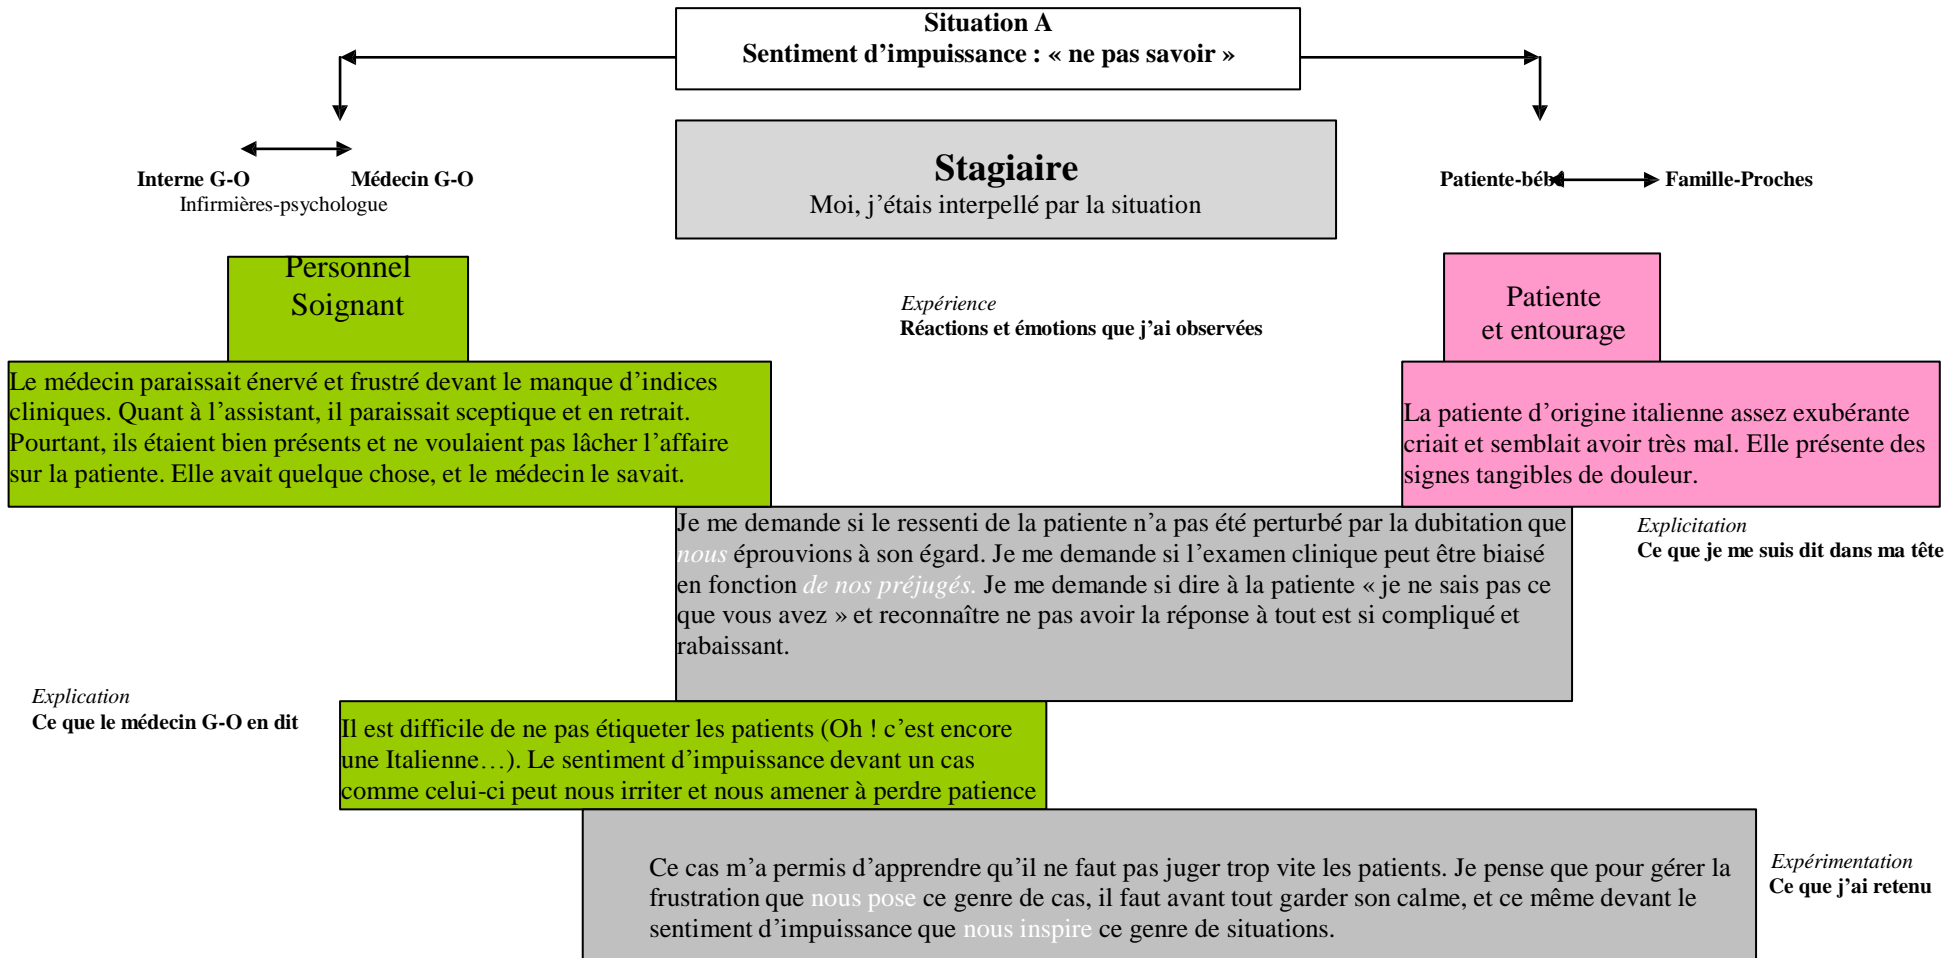 Situation A
Sentiment d'impuissance : « ne pas savoir »
Stagiaire
Moi, j'étais interpellé par la situation
Interne G-O Médecin G-O
Infirmières-psychologue
Patiente-bébé Famille-Proches
Personnel
Soignant
Expérience
Réactions et émotions que j'ai observées
Patiente
et entourage
Le médecin paraissait énervé et frustré devant le manque d'indices
cliniques. Quant à l'assistant, il paraissait sceptique et en retrait.
Pourtant, ils étaient bien présents et ne voulaient pas lâcher l'affaire
sur la patiente. Elle avait quelque chose, et le médecin le savait.
La patiente d'origine italienne assez exubérante
criait et semblait avoir très mal. Elle présente des
signes tangibles de douleur.
Je me demande si le ressenti de la patiente n'a pas été perturbé par la dubitation que
nous éprouvions à son égard. Je me demande si l'examen clinique peut être biaisé
en fonction de nos préjugés. Je me demande si dire à la patiente « je ne sais pas ce
que vous avez » et reconnaître ne pas avoir la réponse à tout est si compliqué et
rabaissant.
Explicitation
Ce que je me suis dit dans ma tête
Explication
Ce que le médecin G-O en dit
Il est difficile de ne pas étiqueter les patients (Oh ! c'est encore
une Italienne…). Le sentiment d'impuissance devant un cas
comme celui-ci peut nous irriter et nous amener à perdre patience
Ce cas m'a permis d'apprendre qu'il ne faut pas juger trop vite les patients. Je pense que pour gérer la
frustration que nous pose ce genre de cas, il faut avant tout garder son calme, et ce même devant le
sentiment d'impuissance que nous inspire ce genre de situations.
Expérimentation
Ce que j'ai retenu